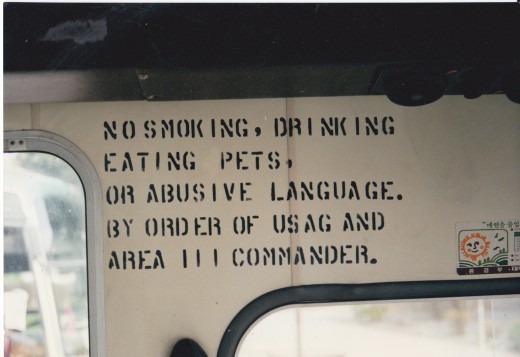 NO SMOKING, DRINKING
EATING PETS,
OR ABUSIVE LANGUAGE.
BY ORDER OF USAG AND
AREA III COMMANDER.